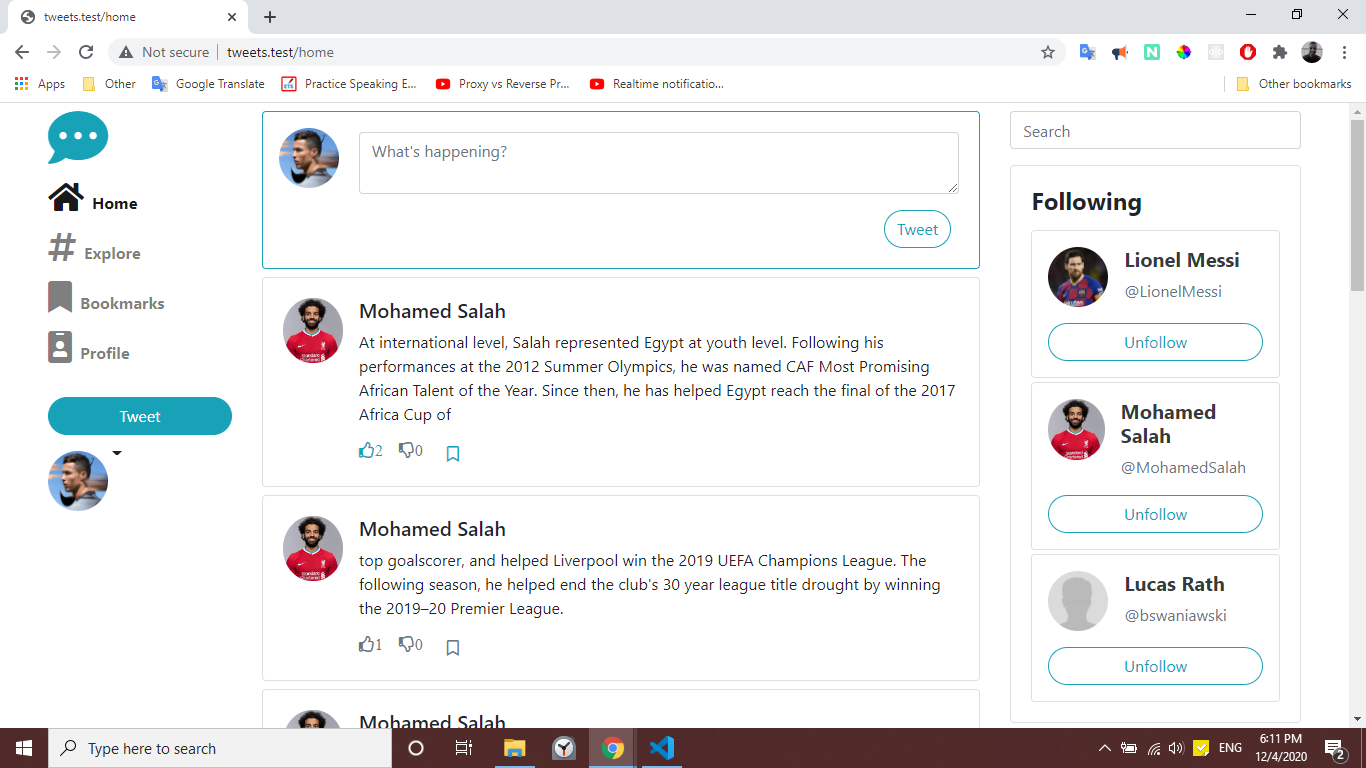 tweets.test/home
Not secure | tweets.test/home
Apps Other Google Translate Practice Speaking E... Proxy vs Reverse Pr... Realtime notificatio... Other bookmarks
Home
Explore
Bookmarks
Profile
Tweet
What's happening?
Tweet
Mohamed Salah
At international level, Salah represented Egypt at youth level. Following his
performances at the 2012 Summer Olympics, he was named CAF Most Promising
African Talent of the Year. Since then, he has helped Egypt reach the final of the 2017
Africa Cup of
2 0
Mohamed Salah
top goalscorer, and helped Liverpool win the 2019 UEFA Champions League. The
following season, he helped end the club's 30 year league title drought by winning
the 2019–20 Premier League.
1 0
Mohamed Salah
Search
Following
Lionel Messi
@LionelMessi
Unfollow
Mohamed
Salah
@MohamedSalah
Unfollow
Lucas Rath
@bswaniawski
Unfollow
Type here to search
ENG
6:11 PM
12/4/2020
2